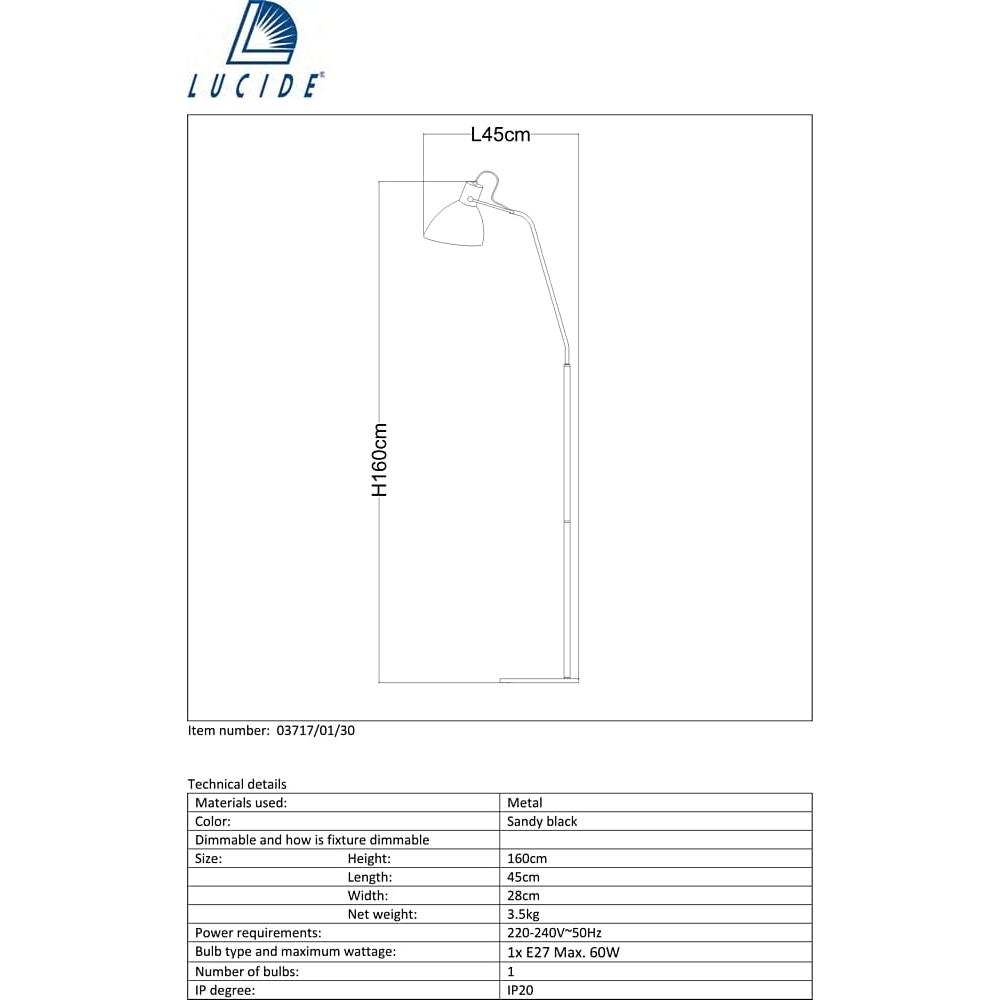 LUCIDE®
L45cm
H160cm
Item number: 03717/01/30
Technical details
Materials used: Metal
Color: Sandy black
Dimmable and how is fixture dimmable
Size: Height: 160cm
Length: 45cm
Width: 28cm
Net weight: 3.5kg
Power requirements: 220-240V~50Hz
Bulb type and maximum wattage: 1x E27 Max. 60W
Number of bulbs: 1
IP degree: IP20